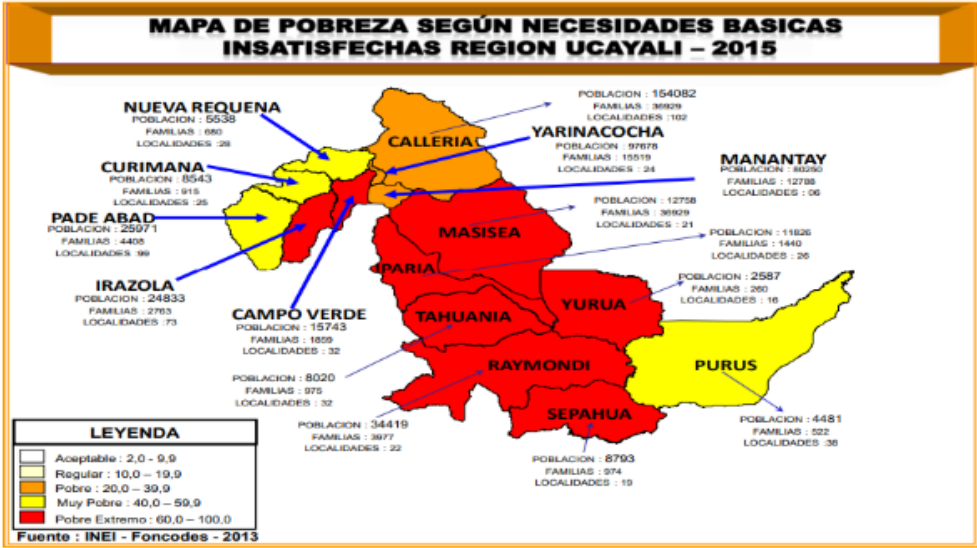 MAPA DE POBREZA SEGÚN NECESIDADES BASICAS
INSATISFECHAS REGION UCAYALI – 2015
NUEVA REQUENA
POBLACION : 5538
FAMILIAS : 680
LOCALIDADES :28
CURIMANA
POBLACION : 8543
FAMILIAS : 915
LOCALIDADES :25
PADE ABAD
POBLACION : 25971
FAMILIAS : 4408
LOCALIDADES :99
IRAZOLA
POBLACION : 24833
FAMILIAS : 2763
LOCALIDADES :73
CAMPO VERDE
POBLACION : 15743
FAMILIAS : 1859
LOCALIDADES : 32
CALLERIA
POBLACION : 154082
FAMILIAS : 36929
LOCALIDADES :102
YARINACOCHA
POBLACION : 97678
FAMILIAS : 15519
LOCALIDADES : 24
MANANTAY
POBLACION : 80250
FAMILIAS : 12788
LOCALIDADES : 06
MASISEA
POBLACION : 12758
FAMILIAS : 36929
LOCALIDADES : 21
IPARIA
POBLACION : 11826
FAMILIAS : 1440
LOCALIDADES : 26
YURUA
POBLACION : 2587
FAMILIAS : 260
LOCALIDADES : 16
TAHUANIA
POBLACION : 8020
FAMILIAS : 975
LOCALIDADES : 32
RAYMONDI
POBLACION : 34419
FAMILIAS : 3977
LOCALIDADES : 22
SEPAHUA
POBLACION : 8793
FAMILIAS : 974
LOCALIDADES : 19
PURUS
POBLACION : 4481
FAMILIAS : 522
LOCALIDADES : 38
LEYENDA
Aceptable : 2,0 - 9,9
Regular : 10,0 – 19,9
Pobre : 20,0 – 39,9
Muy Pobre : 40,0 – 59,9
Pobre Extremo : 60,0 – 100,0
Fuente : INEI - Foncodes - 2013